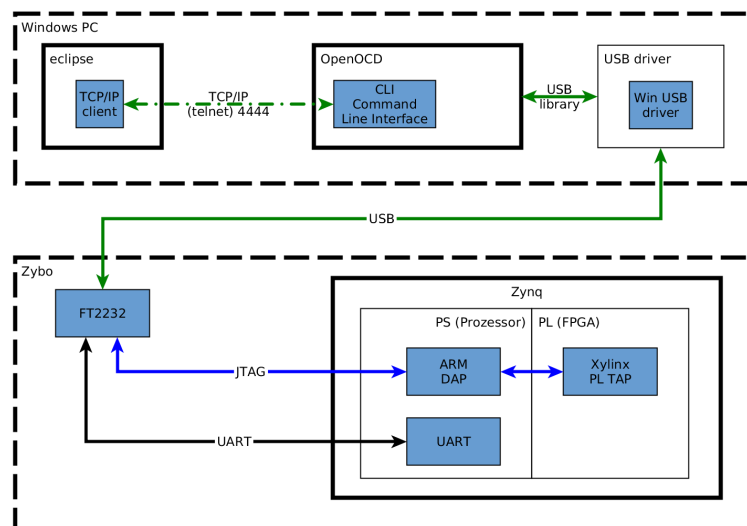 Windows PC
eclipse
TCP/IP
client
TCP/IP
(telnet) 4444
OpenOCD
CLI
Command
Line Interface
USB
library
USB driver
Win USB
driver
USB
Zybo
FT2232
Zynq
PS (Prozessor)
PL (FPGA)
JTAG
ARM
DAP
Xylinx
PL TAP
UART
UART